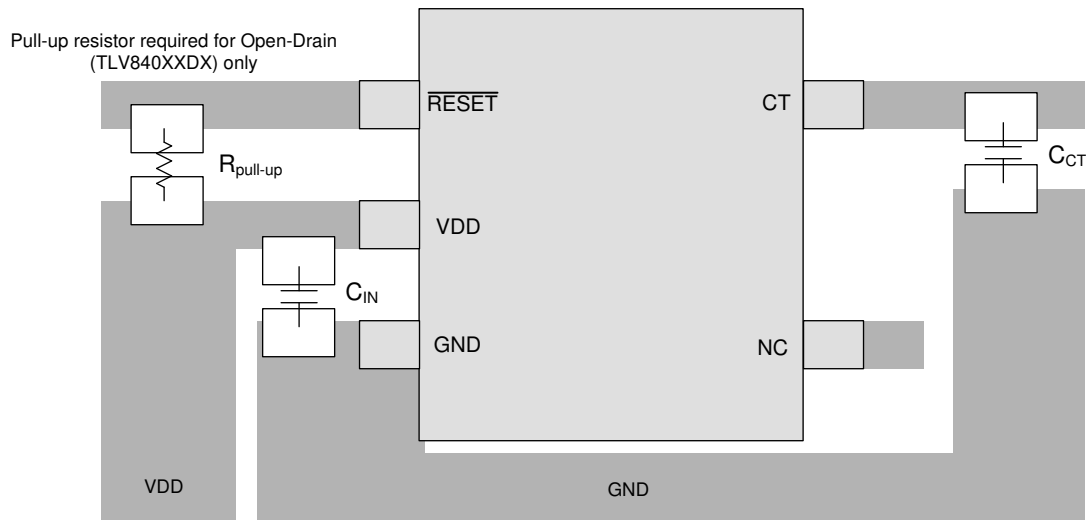 Pull-up resistor required for Open-Drain
(TLV840XXDX) only
RESET
CT
Rpull-up
CCT
VDD
CIN
GND
NC
VDD
GND